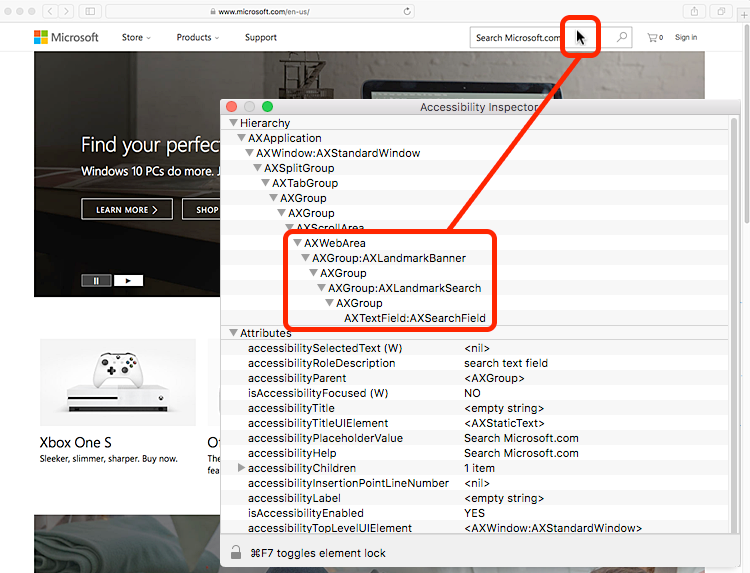 www.microsoft.com/en-us/
Microsoft Store Products Support Search Microsoft.com 0 Sign in
Find your perfec
Windows 10 PCs do more. J
LEARN MORE SHOP
Xbox One S
Sleeker, slimmer, sharper. Buy now.
Ot
The
fea
Accessibility Inspector
Hierarchy
AXApplication
AXWindow:AXStandardWindow
AXSplitGroup
AXTabGroup
AXGroup
AXGroup
AXScrollArea
AXWebArea
AXGroup:AXLandmarkBanner
AXGroup
AXGroup:AXLandmarkSearch
AXGroup
AXTextField:AXSearchField
Attributes
accessibilitySelectedText (W) <nil>
accessibilityRoleDescription search text field
accessibilityParent <AXGroup>
isAccessibilityFocused (W) NO
accessibilityTitle <empty string>
accessibilityTitleUIElement <AXStaticText>
accessibilityPlaceholderValue Search Microsoft.com
accessibilityHelp Search Microsoft.com
accessibilityChildren 1 item
accessibilityInsertionPointLineNumber <nil>
accessibilityLabel <empty string>
isAccessibilityEnabled YES
accessibilityTopLevelUIElement <AXWindow:AXStandardWindow>
⌘F7 toggles element lock